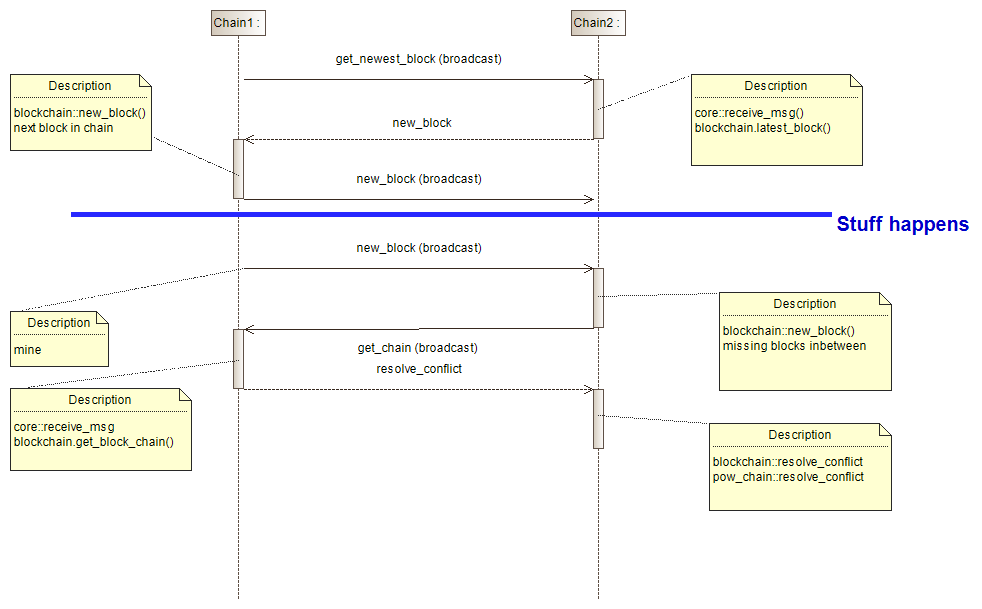 Chain1 :
Chain2 :
get_newest_block (broadcast)
Description
blockchain::new_block()
next block in chain
Description
core::receive_msg()
blockchain.latest_block()
new_block
new_block (broadcast)
Stuff happens
new_block (broadcast)
Description
mine
Description
blockchain::new_block()
missing blocks inbetween
get_chain (broadcast)
resolve_conflict
Description
core::receive_msg
blockchain.get_block_chain()
Description
blockchain::resolve_conflict
pow_chain::resolve_conflict